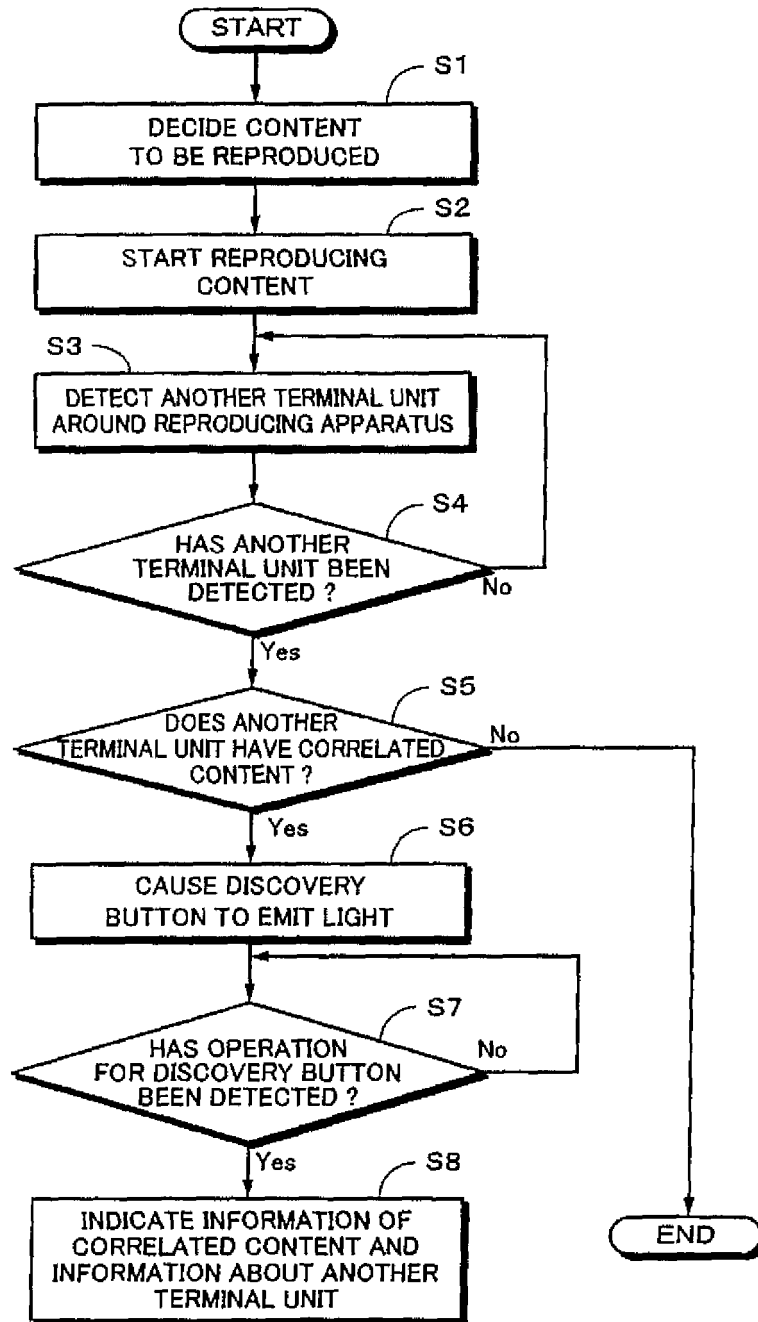 START
S1
DECIDE CONTENT
TO BE REPRODUCED
S2
START REPRODUCING
CONTENT
S3
DETECT ANOTHER TERMINAL UNIT
AROUND REPRODUCING APPARATUS
S4
HAS ANOTHER
TERMINAL UNIT BEEN
DETECTED ?
No
Yes
S5
DOES ANOTHER
TERMINAL UNIT HAVE CORRELATED
CONTENT ?
No
Yes
S6
CAUSE DISCOVERY
BUTTON TO EMIT LIGHT
S7
HAS OPERATION
FOR DISCOVERY BUTTON
BEEN DETECTED ?
No
Yes
S8
INDICATE INFORMATION OF
CORRELATED CONTENT AND
INFORMATION ABOUT ANOTHER
TERMINAL UNIT
END